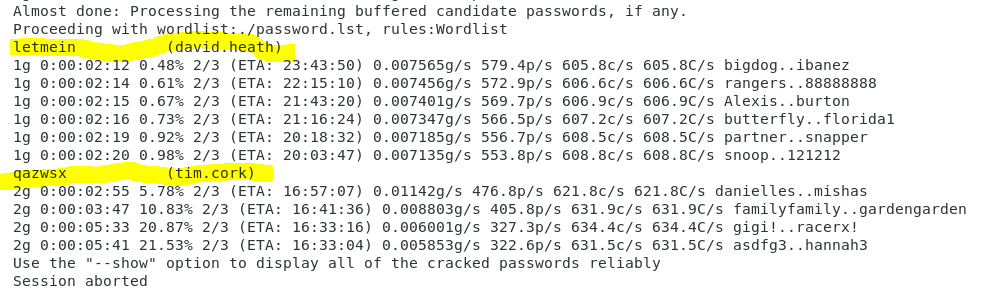 Almost done: Processing the remaining buffered candidate passwords, if any.
Proceeding with wordlist:./password.lst, rules:Wordlist
letmein          (david.heath)
1g 0:00:02:12 0.48% 2/3 (ETA: 23:43:50) 0.007565g/s 579.4p/s 605.8c/s 605.8C/s bigdog..ibanez
1g 0:00:02:14 0.61% 2/3 (ETA: 22:15:10) 0.007456g/s 572.9p/s 606.6c/s 606.6C/s rangers..88888888
1g 0:00:02:15 0.67% 2/3 (ETA: 21:43:20) 0.007401g/s 569.7p/s 606.9c/s 606.9C/s Alexis..burton
1g 0:00:02:16 0.73% 2/3 (ETA: 21:16:24) 0.007347g/s 566.5p/s 607.2c/s 607.2C/s butterfly..florida1
1g 0:00:02:19 0.92% 2/3 (ETA: 20:18:32) 0.007185g/s 556.7p/s 608.5c/s 608.5C/s partner..snapper
1g 0:00:02:20 0.98% 2/3 (ETA: 20:03:47) 0.007135g/s 553.8p/s 608.8c/s 608.8C/s snoop..121212
qazwsx           (tim.cork)
2g 0:00:02:55 5.78% 2/3 (ETA: 16:57:07) 0.01142g/s 476.8p/s 621.8c/s 621.8C/s danielles..mishas
2g 0:00:03:47 10.83% 2/3 (ETA: 16:41:36) 0.008803g/s 405.8p/s 631.9c/s 631.9C/s familyfamily..gardengarden
2g 0:00:05:33 20.87% 2/3 (ETA: 16:33:16) 0.006001g/s 327.3p/s 634.4c/s 634.4C/s gigi!..racerx!
2g 0:00:05:41 21.53% 2/3 (ETA: 16:33:04) 0.005853g/s 322.6p/s 631.5c/s 631.5C/s asdfg3..hannah3
Use the "--show" option to display all of the cracked passwords reliably
Session aborted